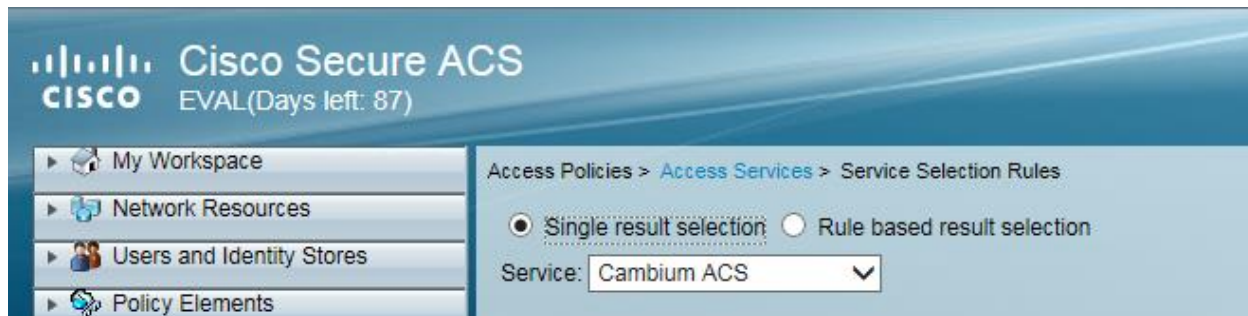 Cisco Secure ACS
CISCO EVAL(Days left: 87)
My Workspace
Network Resources
Users and Identity Stores
Policy Elements
Access Policies > Access Services > Service Selection Rules
Single result selection Rule based result selection
Service: Cambium ACS